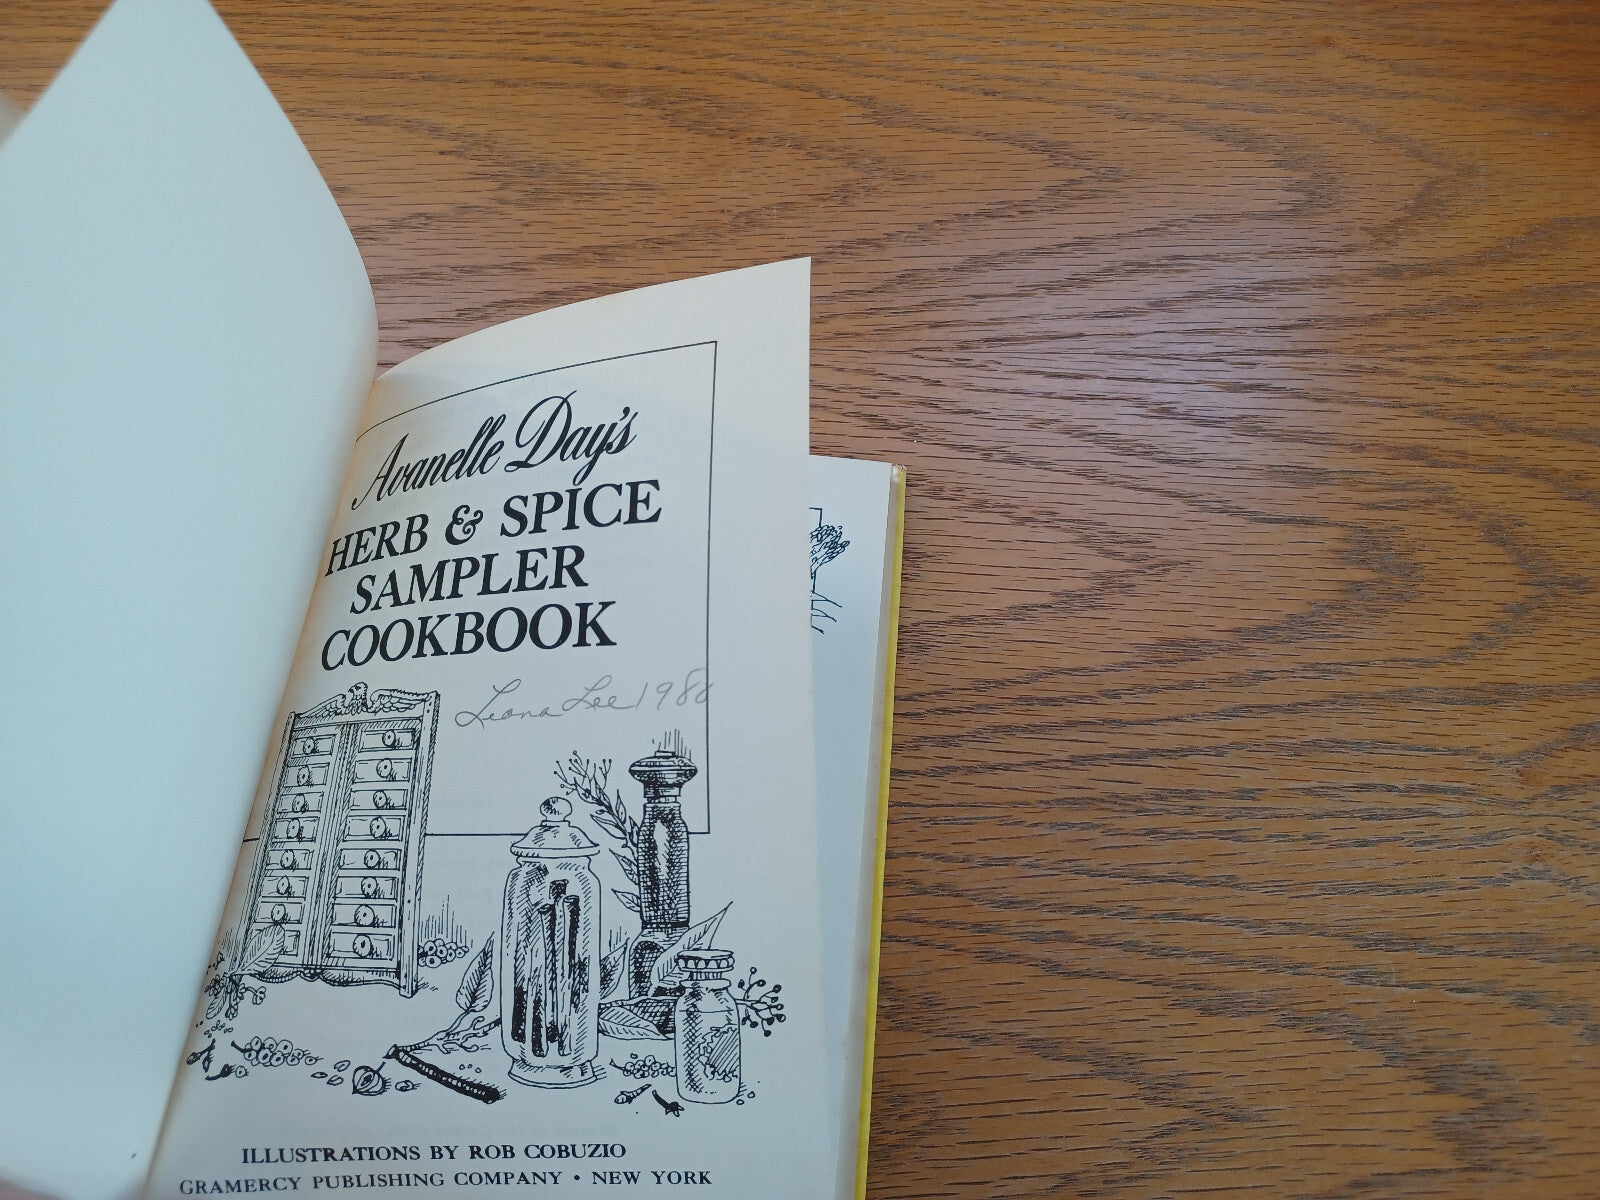 Avanelle Day's
HERB & SPICE
SAMPLER
COOKBOOK
Leona Lee 1988
ILLUSTRATIONS BY ROB COBUZIO
GRAMERCY PUBLISHING COMPANY • NEW YORK